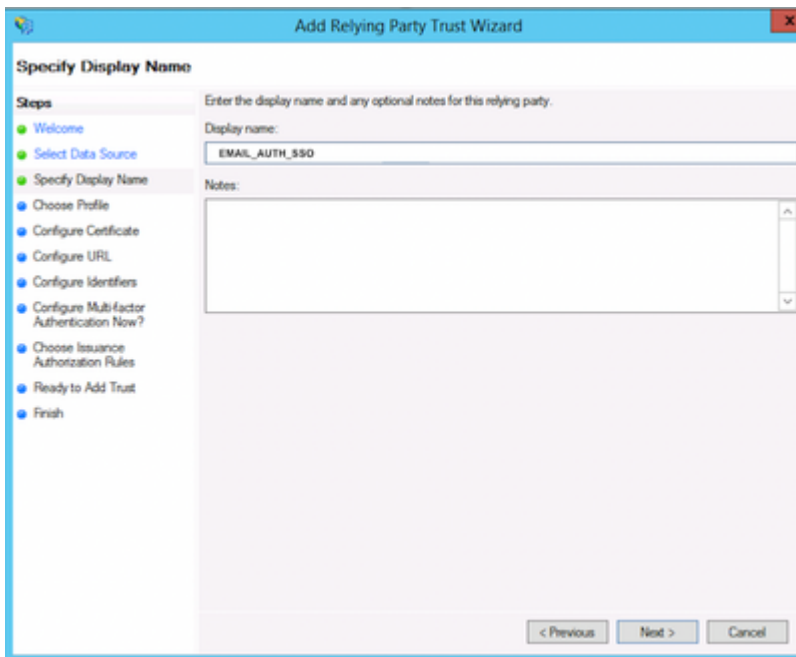 Add Relying Party Trust Wizard
x
Specify Display Name
Steps
Welcome
Select Data Source
Specify Display Name
Choose Profile
Configure Certificate
Configure URL
Configure Identifiers
Configure Multi-factor
Authentication Now?
Choose Issuance
Authorization Rules
Ready to Add Trust
Finish
Enter the display name and any optional notes for this relying party.
Display name:
EMAIL_AUTH_SSO
Notes:
< Previous
Next >
Cancel